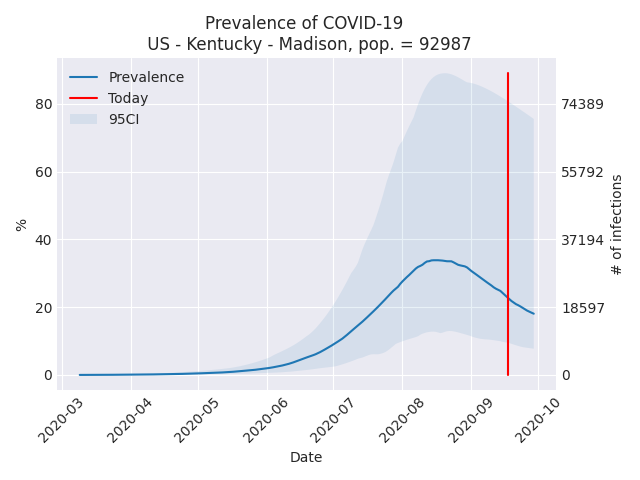 Prevalence of COVID-19
US - Kentucky - Madison, pop. = 92987
Prevalence
Today
95CI
%
80
60
40
20
0
74389
55792
37194
18597
0
# of infections
2020-03
2020-04
2020-05
2020-06
2020-07
2020-08
2020-09
2020-10
Date